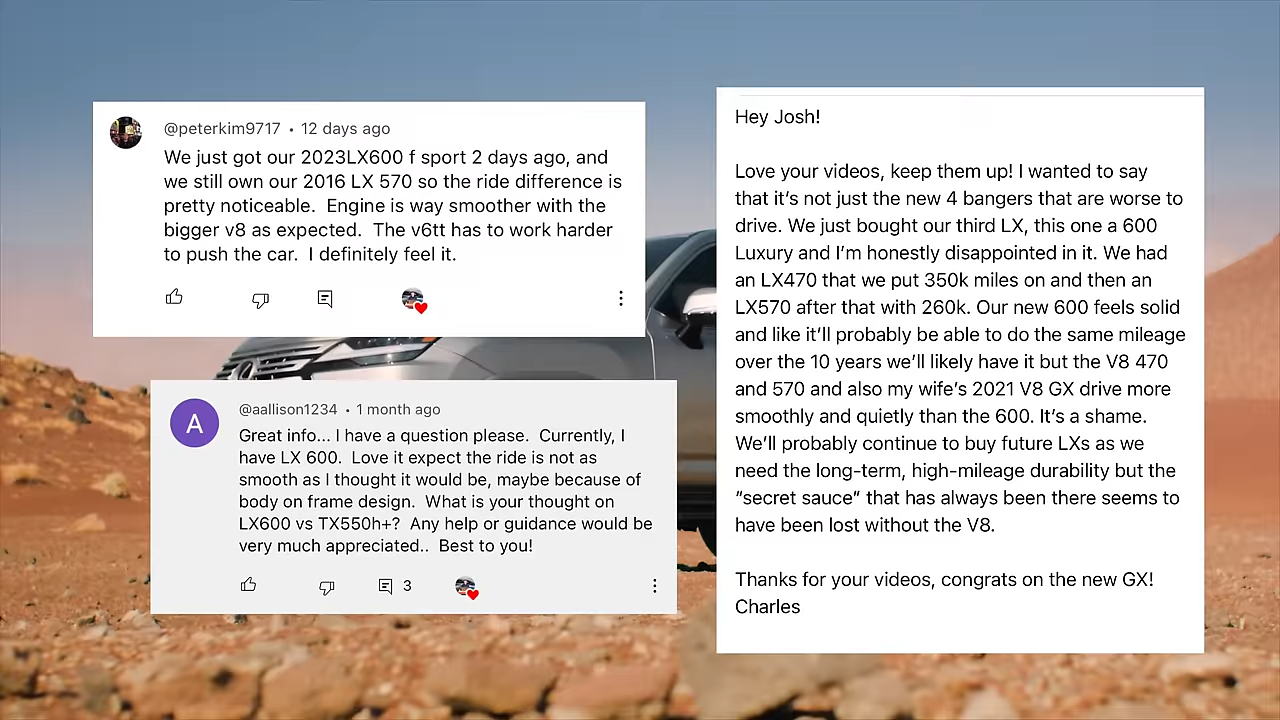 @peterkim9717 • 12 days ago
We just got our 2023LX600 f sport 2 days ago, and
we still own our 2016 LX 570 so the ride difference is
pretty noticeable. Engine is way smoother with the
bigger v8 as expected. The v6tt has to work harder
to push the car. I definitely feel it.
A
@aallison1234 • 1 month ago
Great info... I have a question please. Currently, I
have LX 600. Love it expect the ride is not as
smooth as I thought it would be, maybe because of
body on frame design. What is your thought on
LX600 vs TX550h+? Any help or guidance would be
very much appreciated.. Best to you!
3
Hey Josh!
Love your videos, keep them up! I wanted to say
that it's not just the new 4 bangers that are worse to
drive. We just bought our third LX, this one a 600
Luxury and I'm honestly disappointed in it. We had
an LX470 that we put 350k miles on and then an
LX570 after that with 260k. Our new 600 feels solid
and like it'll probably be able to do the same mileage
over the 10 years we'll likely have it but the V8 470
and 570 and also my wife's 2021 V8 GX drive more
smoothly and quietly than the 600. It's a shame.
We'll probably continue to buy future LXs as we
need the long-term, high-mileage durability but the
“secret sauce” that has always been there seems to
have been lost without the V8.
Thanks for your videos, congrats on the new GX!
Charles